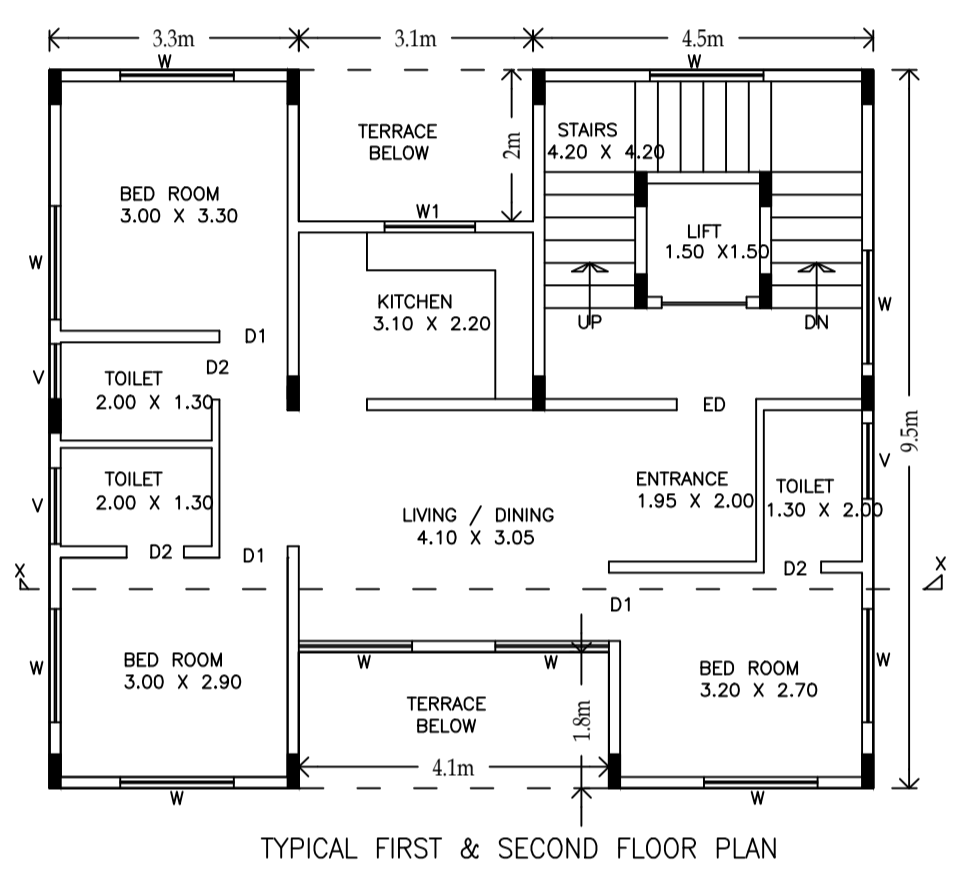 3.3m 3.1m 4.5m
W W
TERRACE
BELOW
2m
STAIRS
4.20 X 4.20
BED ROOM
3.00 X 3.30
W1
LIFT
1.50 X1.50
W
KITCHEN
3.10 X 2.20
W
UP DN
D1
D2
V
TOILET
2.00 X 1.30
ED
9.5m
V
TOILET
2.00 X 1.30
V
ENTRANCE
1.95 X 2.00
TOILET
1.30 X 2.00
LIVING / DINING
4.10 X 3.05
D2 D1
D2
X X
D1
W
BED ROOM
3.00 X 2.90
W W
BED ROOM
3.20 X 2.70
W
TERRACE
BELOW
1.8m
4.1m
W W
TYPICAL FIRST & SECOND FLOOR PLAN